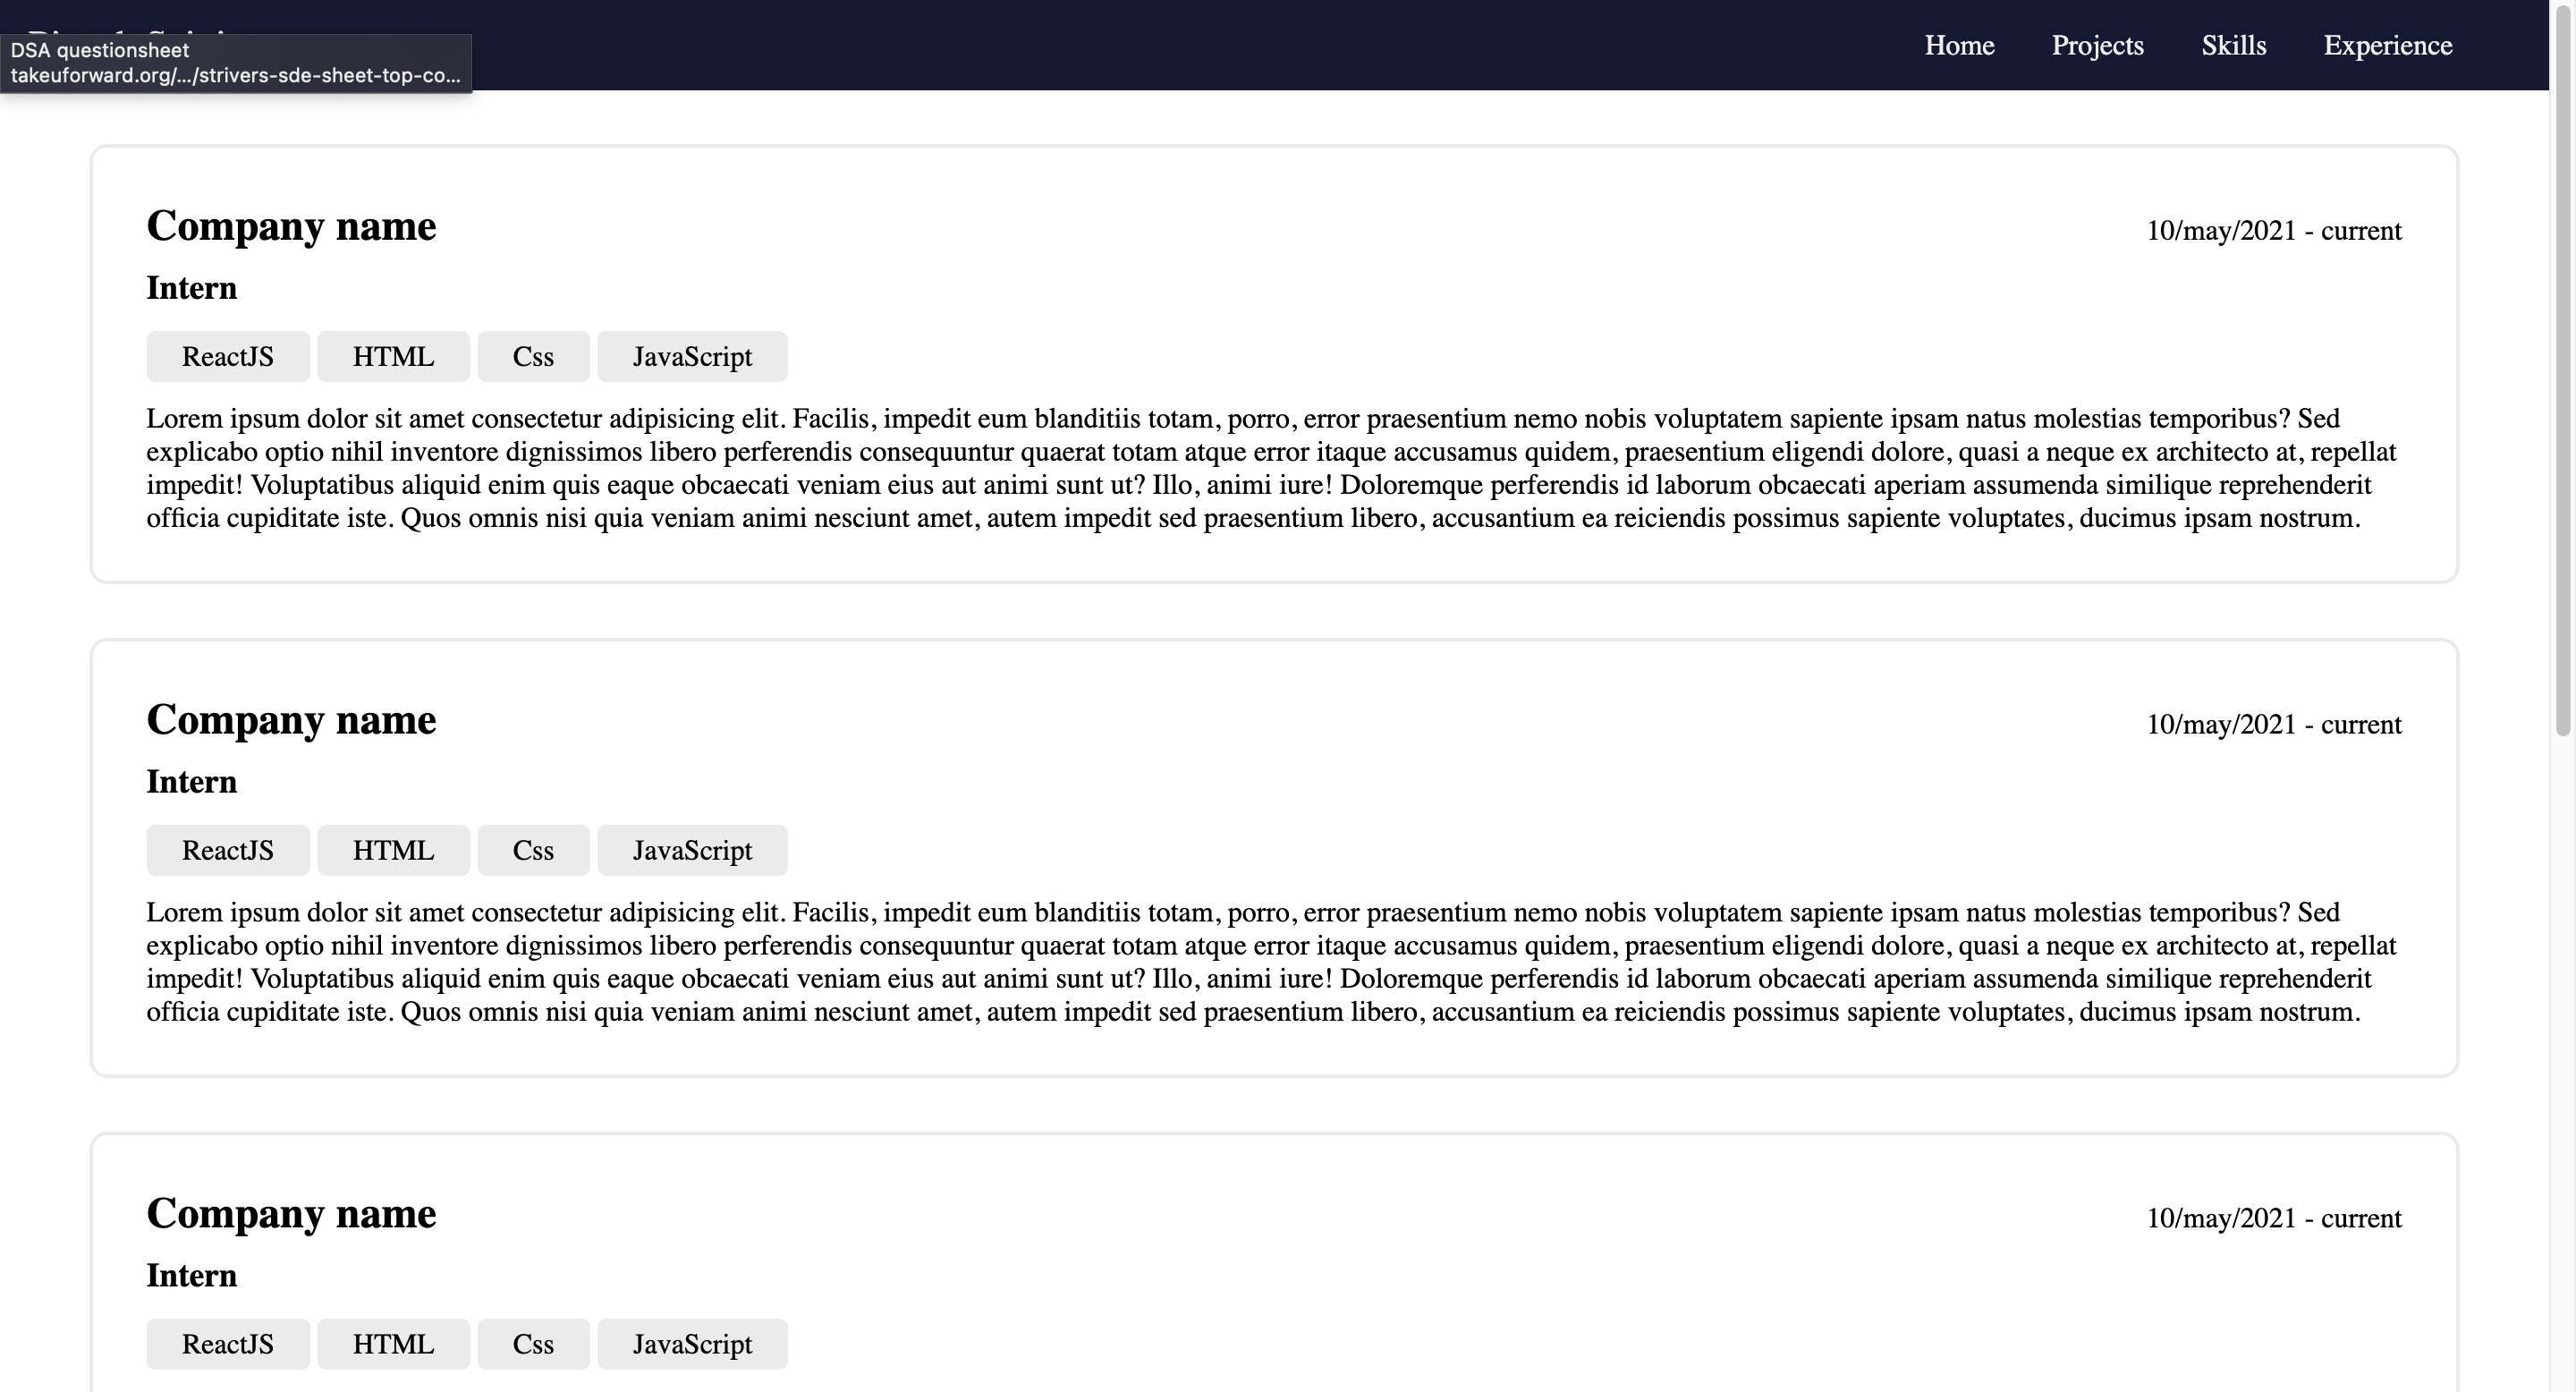 DSA questionsheet
takeuforward.org/.../strivers-sde-sheet-top-co...
Home Projects Skills Experience
Company name 10/may/2021 - current
Intern
ReactJS HTML Css JavaScript
Lorem ipsum dolor sit amet consectetur adipisicing elit. Facilis, impedit eum blanditiis totam, porro, error praesentium nemo nobis voluptatem sapiente ipsam natus molestias temporibus? Sed
explicabo optio nihil inventore dignissimos libero perferendis consequuntur quaerat totam atque error itaque accusamus quidem, praesentium eligendi dolore, quasi a neque ex architecto at, repellat
impedit! Voluptatibus aliquid enim quis eaque obcaecati veniam eius aut animi sunt ut? Illo, animi iure! Doloremque perferendis id laborum obcaecati aperiam assumenda similique reprehenderit
officia cupiditate iste. Quos omnis nisi quia veniam animi nesciunt amet, autem impedit sed praesentium libero, accusantium ea reiciendis possimus sapiente voluptates, ducimus ipsam nostrum.
Company name 10/may/2021 - current
Intern
ReactJS HTML Css JavaScript
Lorem ipsum dolor sit amet consectetur adipisicing elit. Facilis, impedit eum blanditiis totam, porro, error praesentium nemo nobis voluptatem sapiente ipsam natus molestias temporibus? Sed
explicabo optio nihil inventore dignissimos libero perferendis consequuntur quaerat totam atque error itaque accusamus quidem, praesentium eligendi dolore, quasi a neque ex architecto at, repellat
impedit! Voluptatibus aliquid enim quis eaque obcaecati veniam eius aut animi sunt ut? Illo, animi iure! Doloremque perferendis id laborum obcaecati aperiam assumenda similique reprehenderit
officia cupiditate iste. Quos omnis nisi quia veniam animi nesciunt amet, autem impedit sed praesentium libero, accusantium ea reiciendis possimus sapiente voluptates, ducimus ipsam nostrum.
Company name 10/may/2021 - current
Intern
ReactJS HTML Css JavaScript